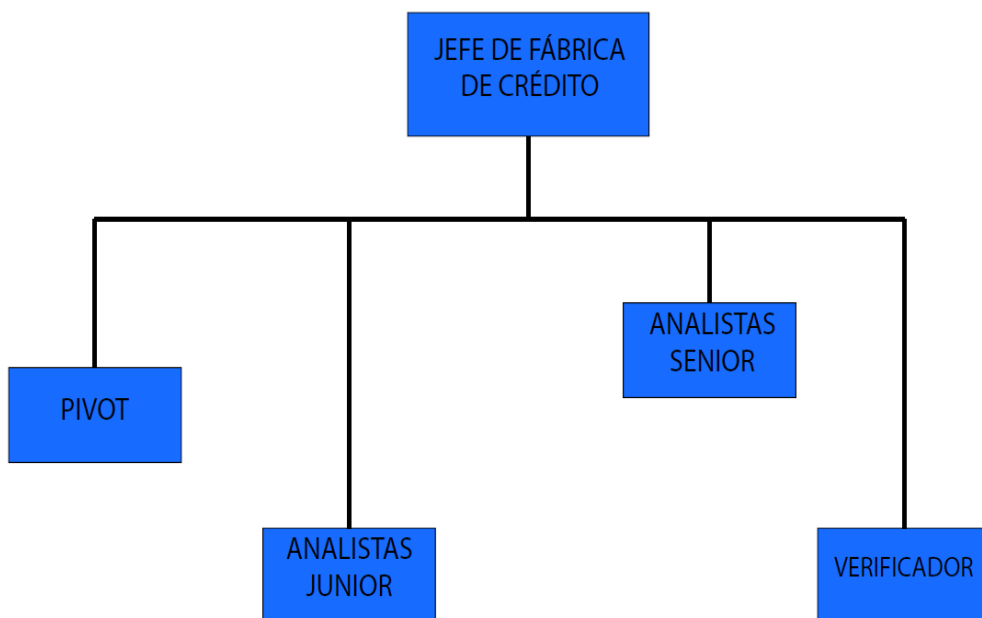 JEFE DE FÁBRICA
DE CRÉDITO
ANALISTAS
SENIOR
PIVOT
ANALISTAS
JUNIOR
VERIFICADOR